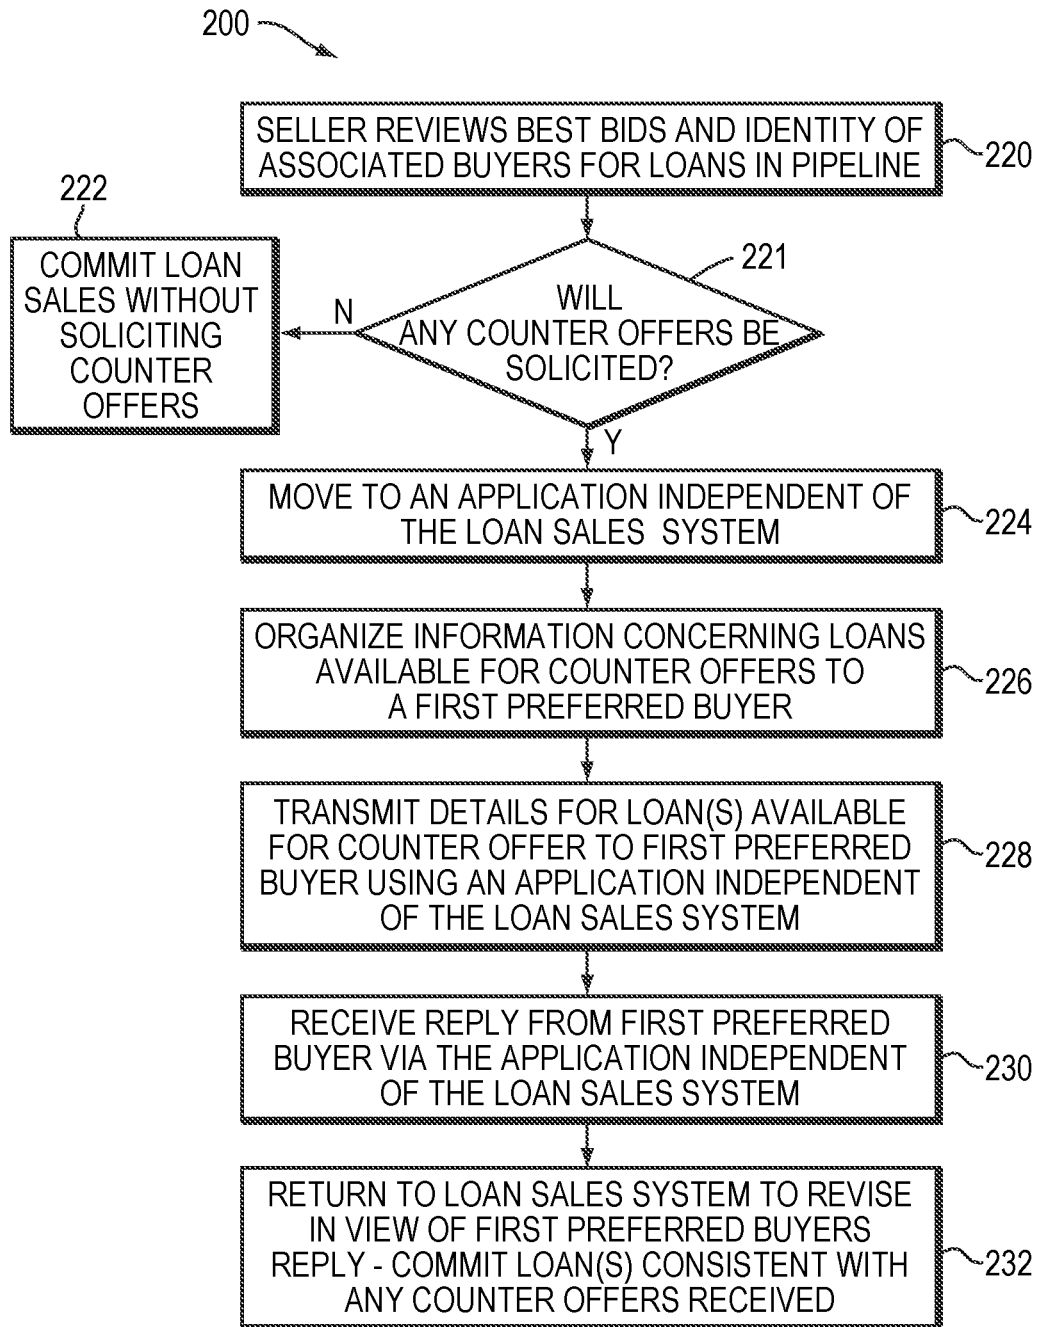 200
SELLER REVIEWS BEST BIDS AND IDENTITY OF
ASSOCIATED BUYERS FOR LOANS IN PIPELINE
220
222
COMMIT LOAN
SALES WITHOUT
SOLICITING
COUNTER
OFFERS
N
221
WILL
ANY COUNTER OFFERS BE
SOLICITED?
Y
MOVE TO AN APPLICATION INDEPENDENT OF
THE LOAN SALES SYSTEM
224
ORGANIZE INFORMATION CONCERNING LOANS
AVAILABLE FOR COUNTER OFFERS TO
A FIRST PREFERRED BUYER
226
TRANSMIT DETAILS FOR LOAN(S) AVAILABLE
FOR COUNTER OFFER TO FIRST PREFERRED
BUYER USING AN APPLICATION INDEPENDENT
OF THE LOAN SALES SYSTEM
228
RECEIVE REPLY FROM FIRST PREFERRED
BUYER VIA THE APPLICATION INDEPENDENT
OF THE LOAN SALES SYSTEM
230
RETURN TO LOAN SALES SYSTEM TO REVISE
IN VIEW OF FIRST PREFERRED BUYERS
REPLY - COMMIT LOAN(S) CONSISTENT WITH
ANY COUNTER OFFERS RECEIVED
232